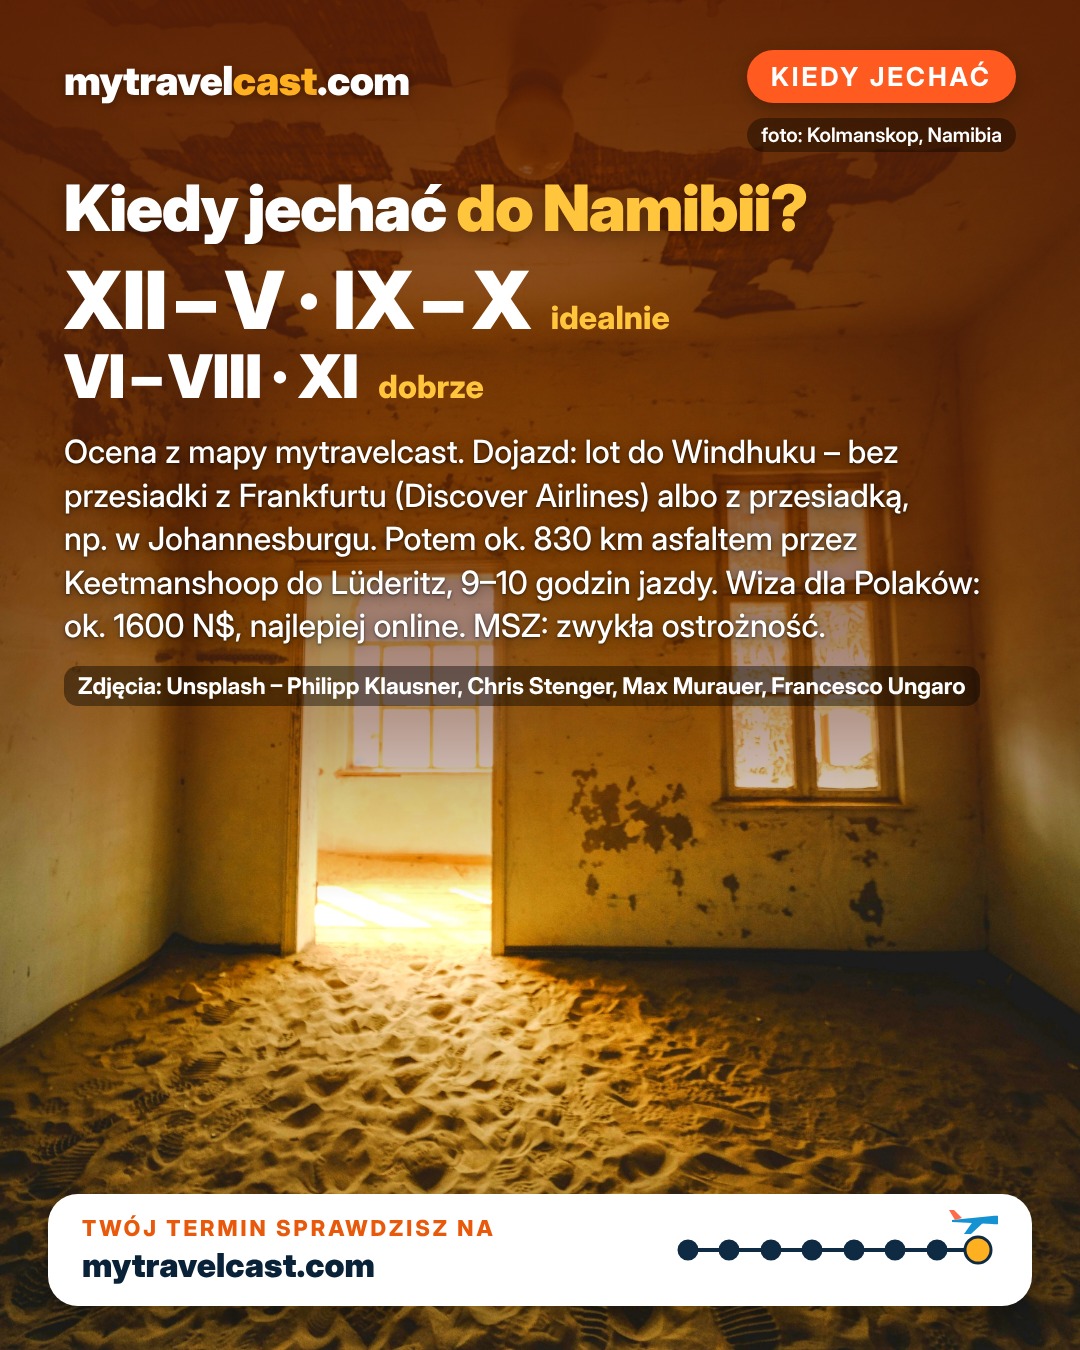 mytravelcast.com
KIEDY JECHAĆ
foto: Kolmanskop, Namibia
Kiedy jechać do Namibii?
XII – V · IX – X idealnie
VI – VIII · XI dobrze
Ocena z mapy mytravelcast. Dojazd: lot do Windhuku – bez
przesiadki z Frankfurtu (Discover Airlines) albo z przesiadką,
np. w Johannesburgu. Potem ok. 830 km asfaltem przez
Keetmanshoop do Lüderitz, 9–10 godzin jazdy. Wiza dla Polaków:
ok. 1600 N$, najlepiej online. MSZ: zwykła ostrożność.
Zdjęcia: Unsplash – Philipp Klausner, Chris Stenger, Max Murauer, Francesco Ungaro
TWÓJ TERMIN SPRAWDZISZ NA
mytravelcast.com